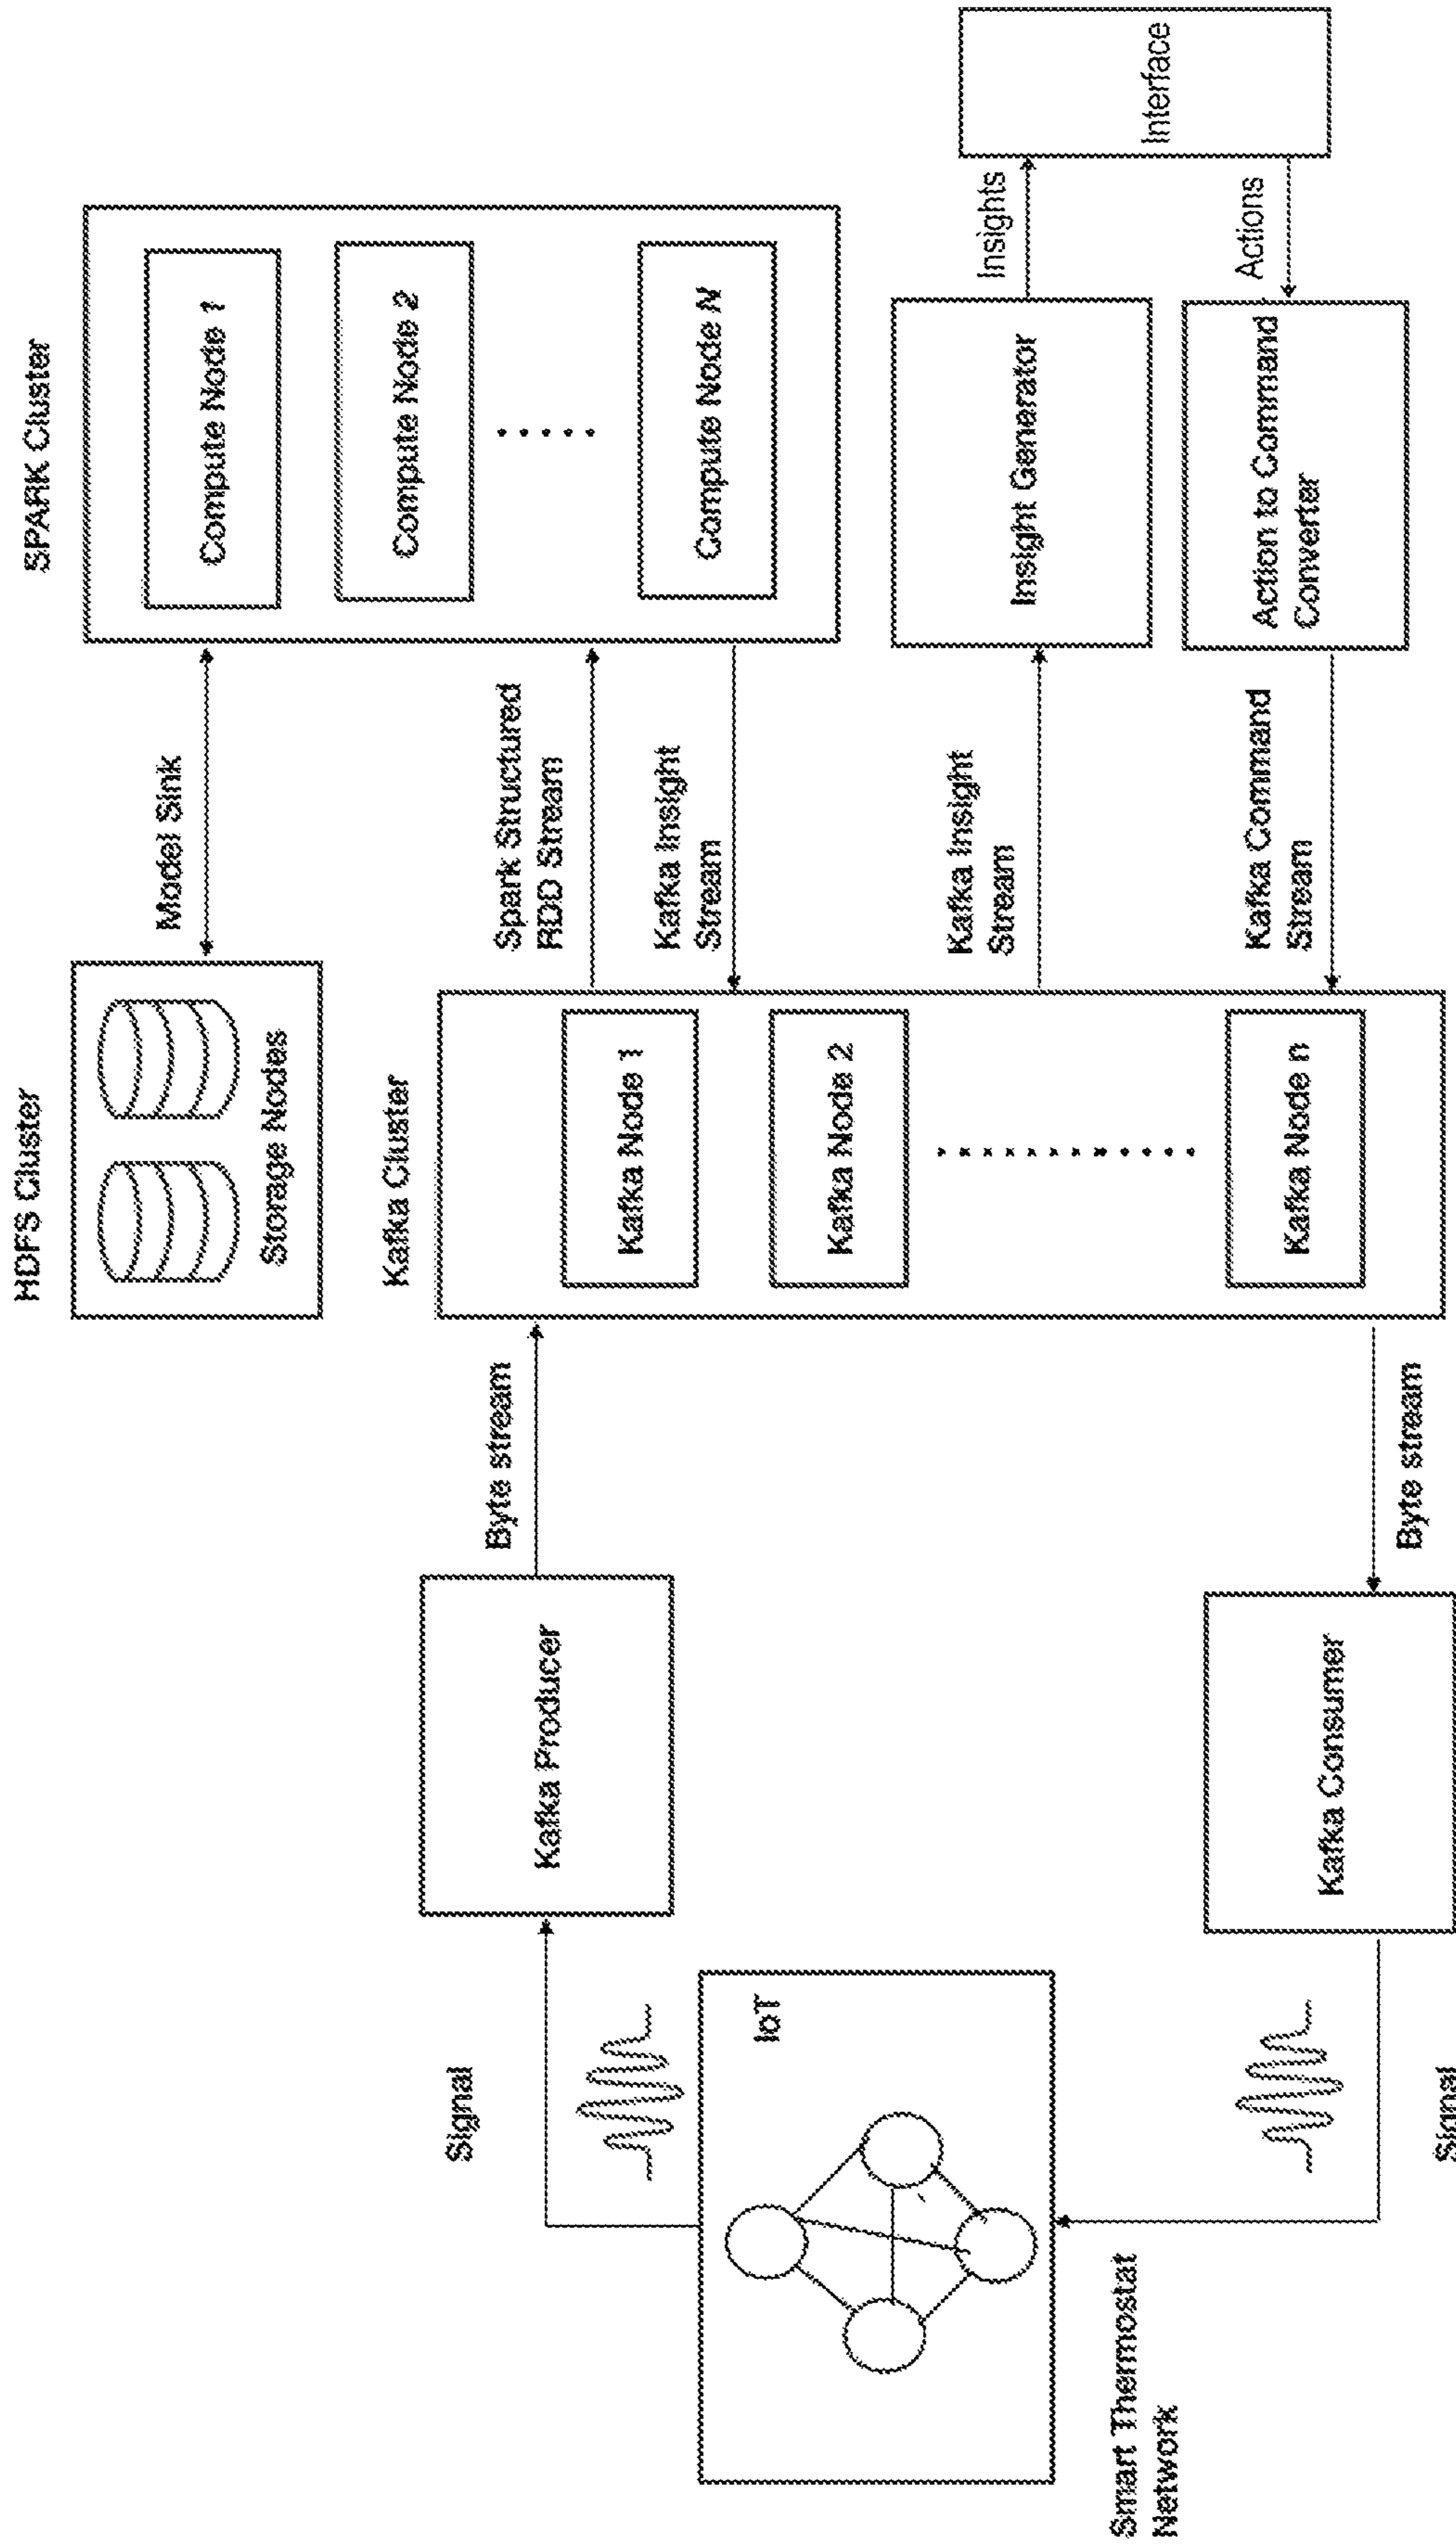 HDFS Cluster
Storage Nodes
Model Sink
SPARK Cluster
Compute Node 1
Compute Node 2
Compute Node N
Kafka Cluster
Kafka Node 1
Kafka Node 2
Kafka Node n
Spark Structured
RDD Stream
Kafka Insight
Stream
Signal
Kafka Producer
Byte stream
IoT
Smart Thermostat
Network
Kafka Insight
Stream
Insight Generator
Insights
Interface
Actions
Action to Command
Converter
Kafka Command
Stream
Byte stream
Kafka Consumer
Signal